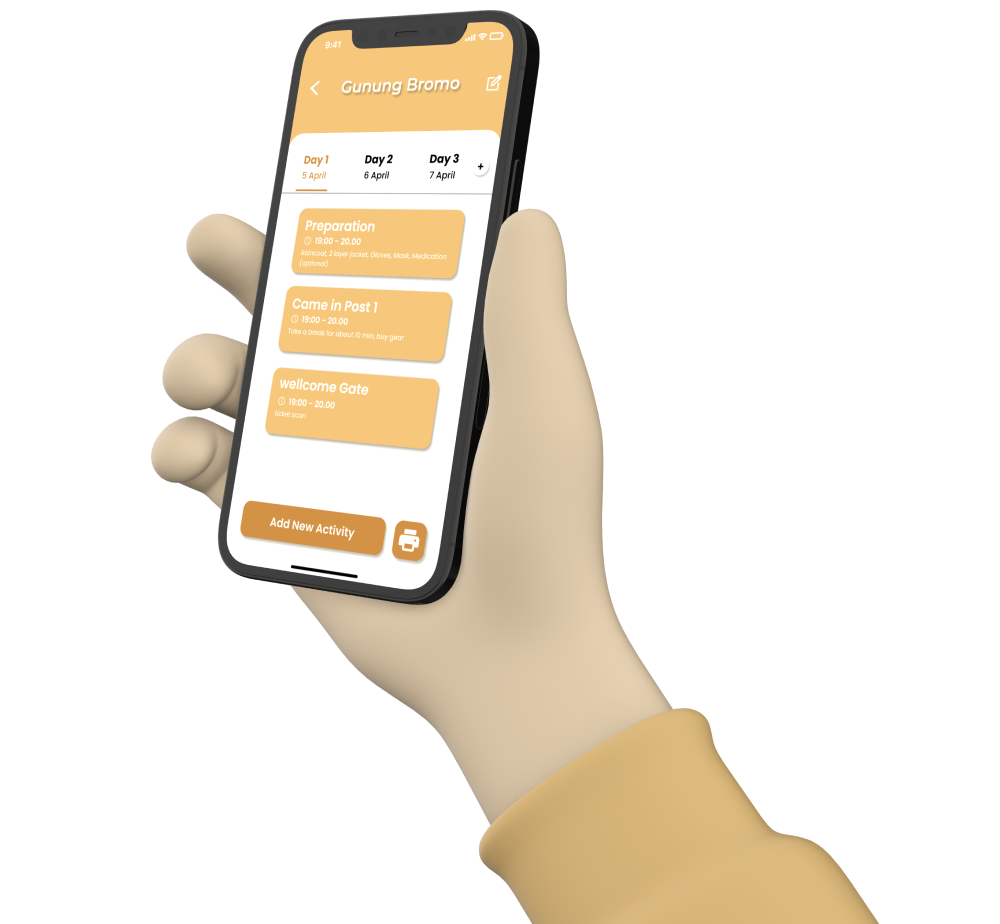 9:41
Gunung Bromo
Day 1
Day 2
Day 3
+
5 April
6 April
7 April
Preparation
19:00 - 20.00
Raincoat, 2 layer jacket, Gloves, Mask, Medication
(optional)
Came in Post 1
19:00 - 20.00
Take a break for about 10 min, buy gear
wellcome Gate
19:00 - 20.00
ticket scan
Add New Activity